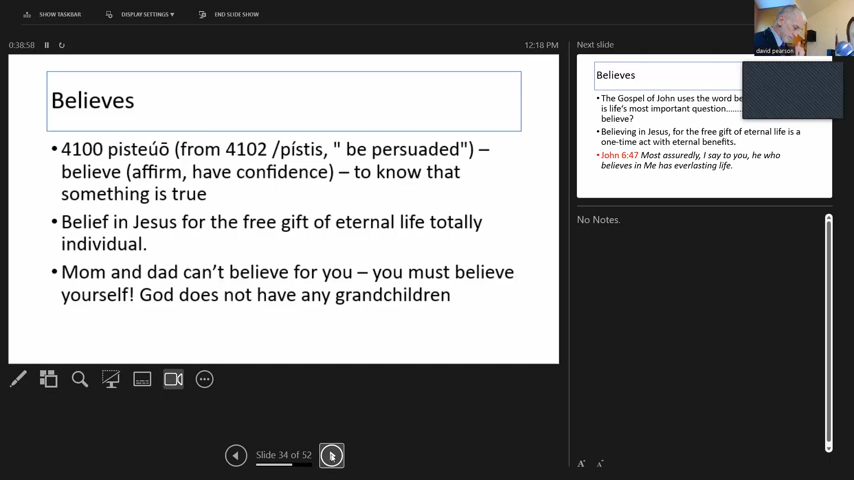 SHOW TASKBAR
DISPLAY SETTINGS ▼
END SLIDE SHOW
david pearson
0:38:58
12:18 PM
Next slide
Believes
•4100 pisteúō (from 4102 /pístis, " be persuaded") –
believe (affirm, have confidence) – to know that
something is true
•Belief in Jesus for the free gift of eternal life totally
individual.
•Mom and dad can't believe for you – you must believe
yourself! God does not have any grandchildren
Believes
•The Gospel of John uses the word be
is life's most important question.......
believe?
•Believing in Jesus, for the free gift of eternal life is a
one-time act with eternal benefits.
•John 6:47 Most assuredly, I say to you, he who
believes in Me has everlasting life.
No Notes.
Slide 34 of 52
A A